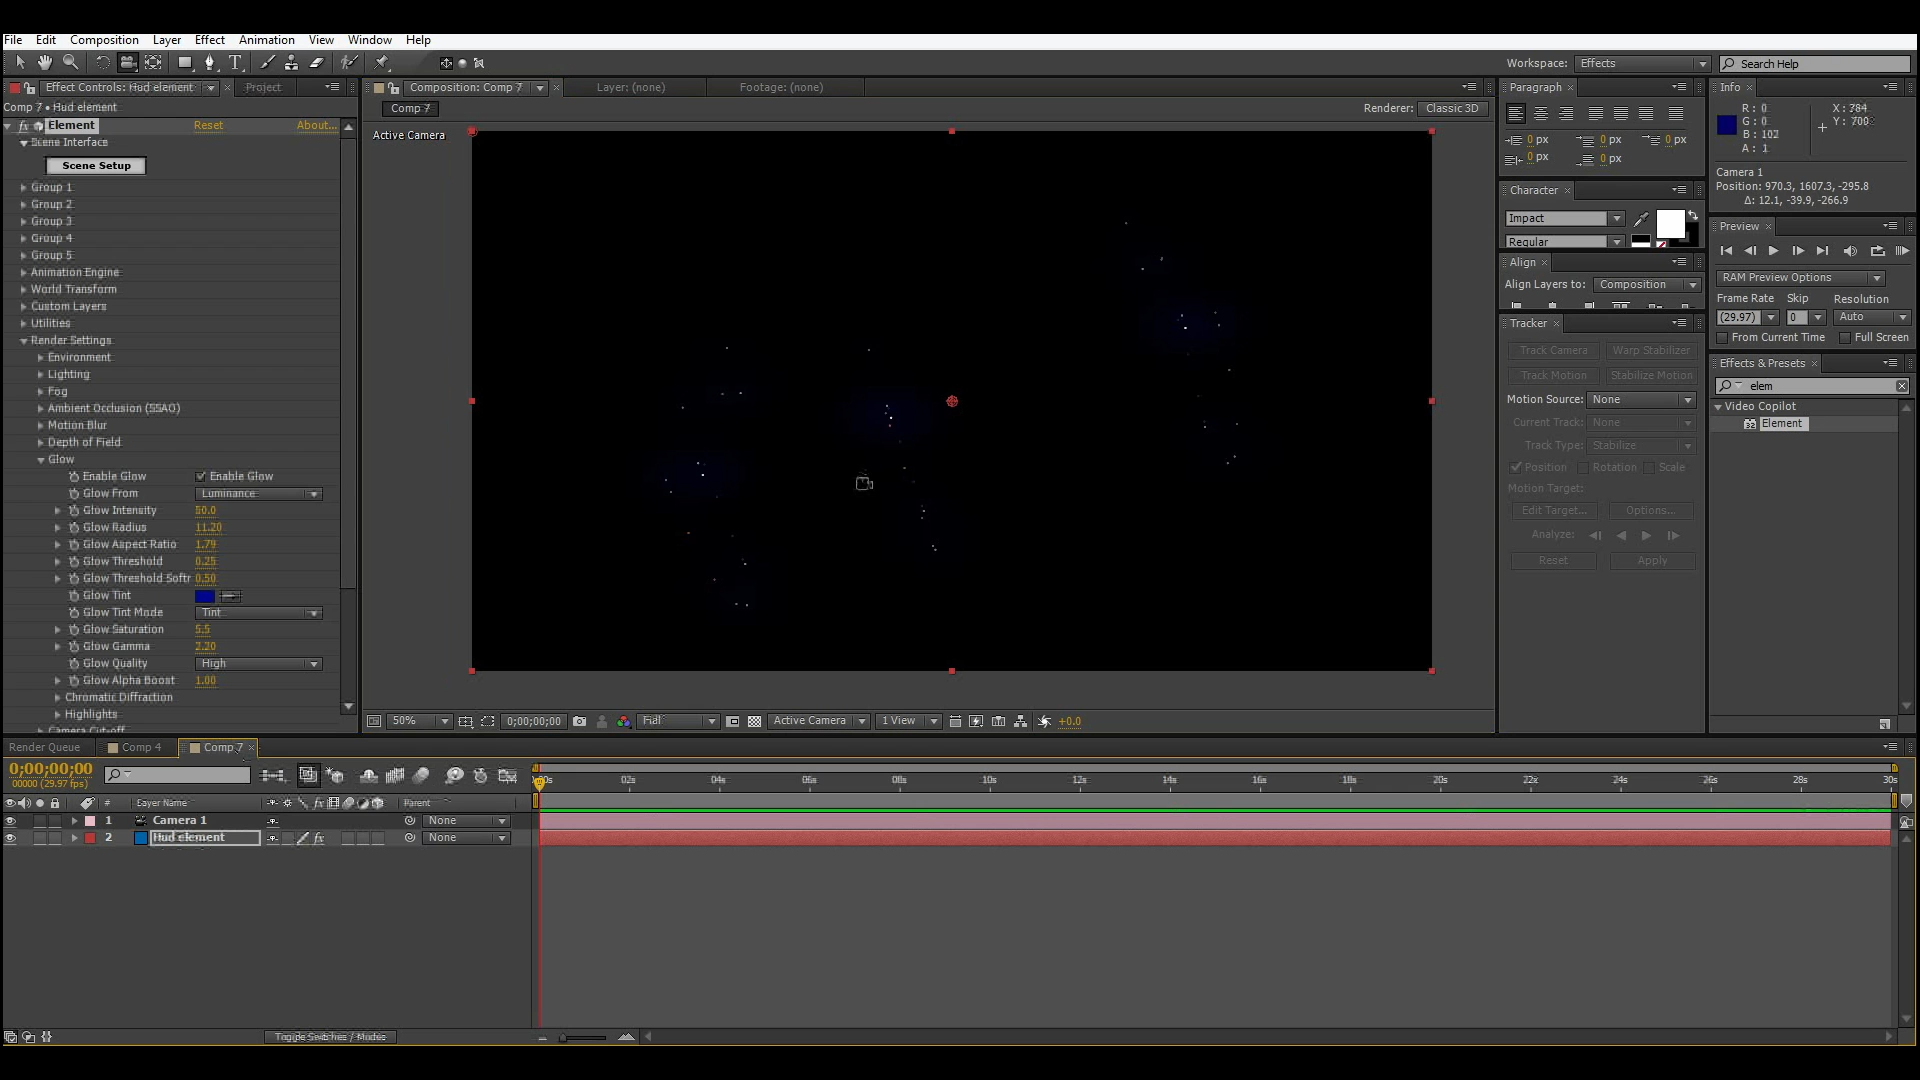 File Edit Composition Layer Effect Animation View Window Help
Workspace: Effects Search Help
Effect Controls: Hud element Project
Comp 7 • Hud element
Element Reset About...
Scene Interface
Scene Setup
Group 1
Group 2
Group 3
Group 4
Group 5
Animation Engine
World Transform
Custom Layers
Utilities
Render Settings
Environment
Lighting
Fog
Ambient Occlusion (SSAO)
Motion Blur
Depth of Field
Glow
Enable Glow Enable Glow
Glow From Luminance
Glow Intensity 50.0
Glow Radius 11.20
Glow Aspect Ratio 1.79
Glow Threshold 0.25
Glow Threshold Softr 0.50
Glow Tint
Glow Tint Mode Tint
Glow Saturation 5.5
Glow Gamma 2.20
Glow Quality High
Glow Alpha Boost 1.00
Chromatic Diffraction
Highlights
Camera Cut-off
Composition: Comp 7 Layer: (none) Footage: (none)
Comp 7 Renderer: Classic 3D
Active Camera
50% 0;00;00;00 Full Active Camera 1 View +0.0
Paragraph
0 px 0 px 0 px
0 px 0 px
Character
Impact
Regular
Align
Align Layers to: Composition
Tracker
Track Camera Warp Stabilizer
Track Motion Stabilize Motion
Motion Source: None
Current Track: None
Track Type: Stabilize
Position Rotation Scale
Motion Target:
Edit Target... Options...
Analyze:
Reset Apply
Info
R: 0 X: 784
G: 0 Y: 709
B: 102
A: 1
Camera 1
Position: 970.3, 1607.3, -295.8
Δ: 12.1, -39.9, -266.9
Preview
RAM Preview Options
Frame Rate Skip Resolution
(29.97) 0 Auto
From Current Time Full Screen
Effects & Presets
elem
Video Copilot
32 Element
Render Queue Comp 4 Comp 7
0;00;00;00
00000 (29.97 fps)
:00s 02s 04s 06s 08s 10s 12s 14s 16s 18s 20s 22s 24s 26s 28s 30s
# Layer Name Parent
1 Camera 1 None
2 Hud element None
Toggle Switches / Modes